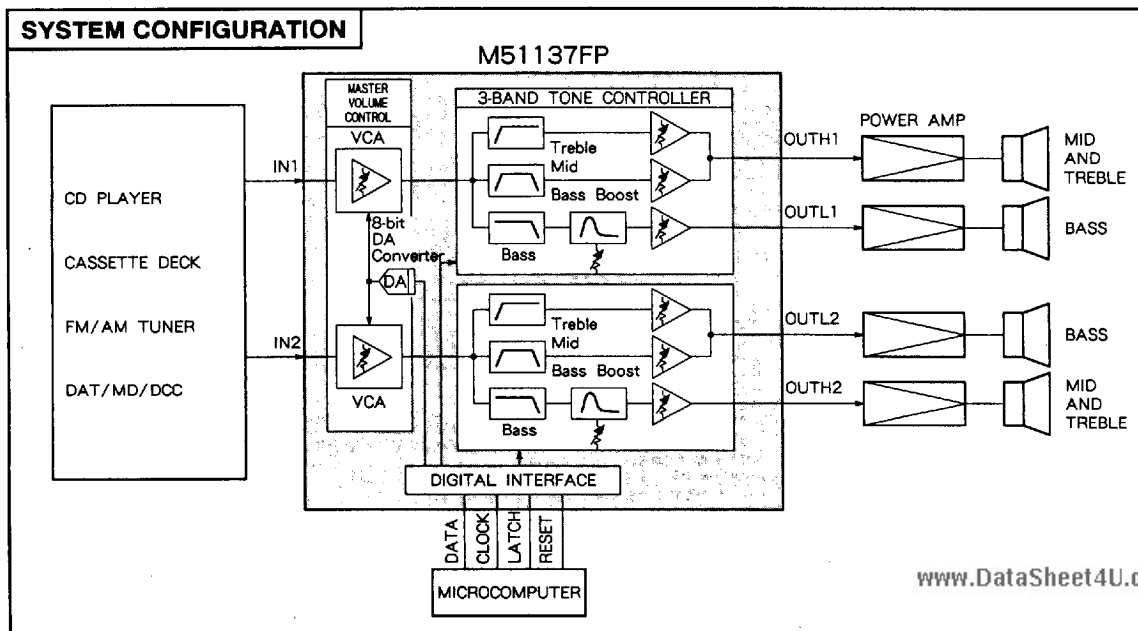 SYSTEM CONFIGURATION
M51137FP
MASTER
VOLUME
CONTROL
VCA
3-BAND TONE CONTROLLER
Treble
Mid
Bass Boost
Bass
IN1
CD PLAYER
CASSETTE DECK
FM/AM TUNER
DAT/MD/DCC
IN2
8-bit
DA
Converter
DA
VCA
Treble
Mid
Bass Boost
Bass
DIGITAL INTERFACE
DATA
CLOCK
LATCH
RESET
MICROCOMPUTER
OUTH1
OUTL1
OUTL2
OUTH2
POWER AMP
MID
AND
TREBLE
BASS
BASS
MID
AND
TREBLE
www.DataSheet4U.c